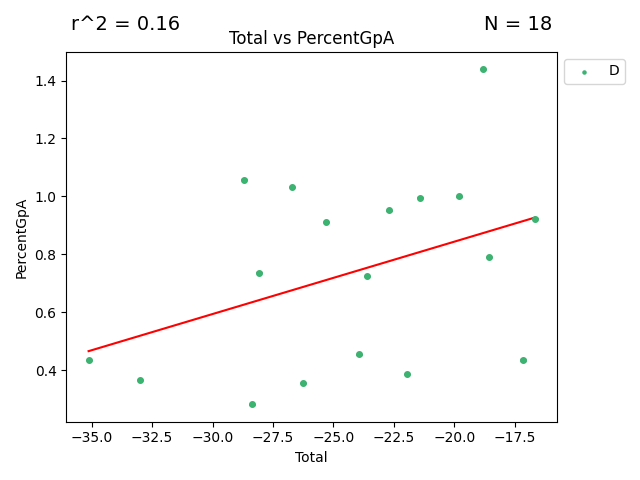 r^2 = 0.16
N = 18
Total vs PercentGpA
D
1.4
1.2
1.0
0.8
0.6
0.4
PercentGpA
−35.0 −32.5 −30.0 −27.5 −25.0 −22.5 −20.0 −17.5
Total